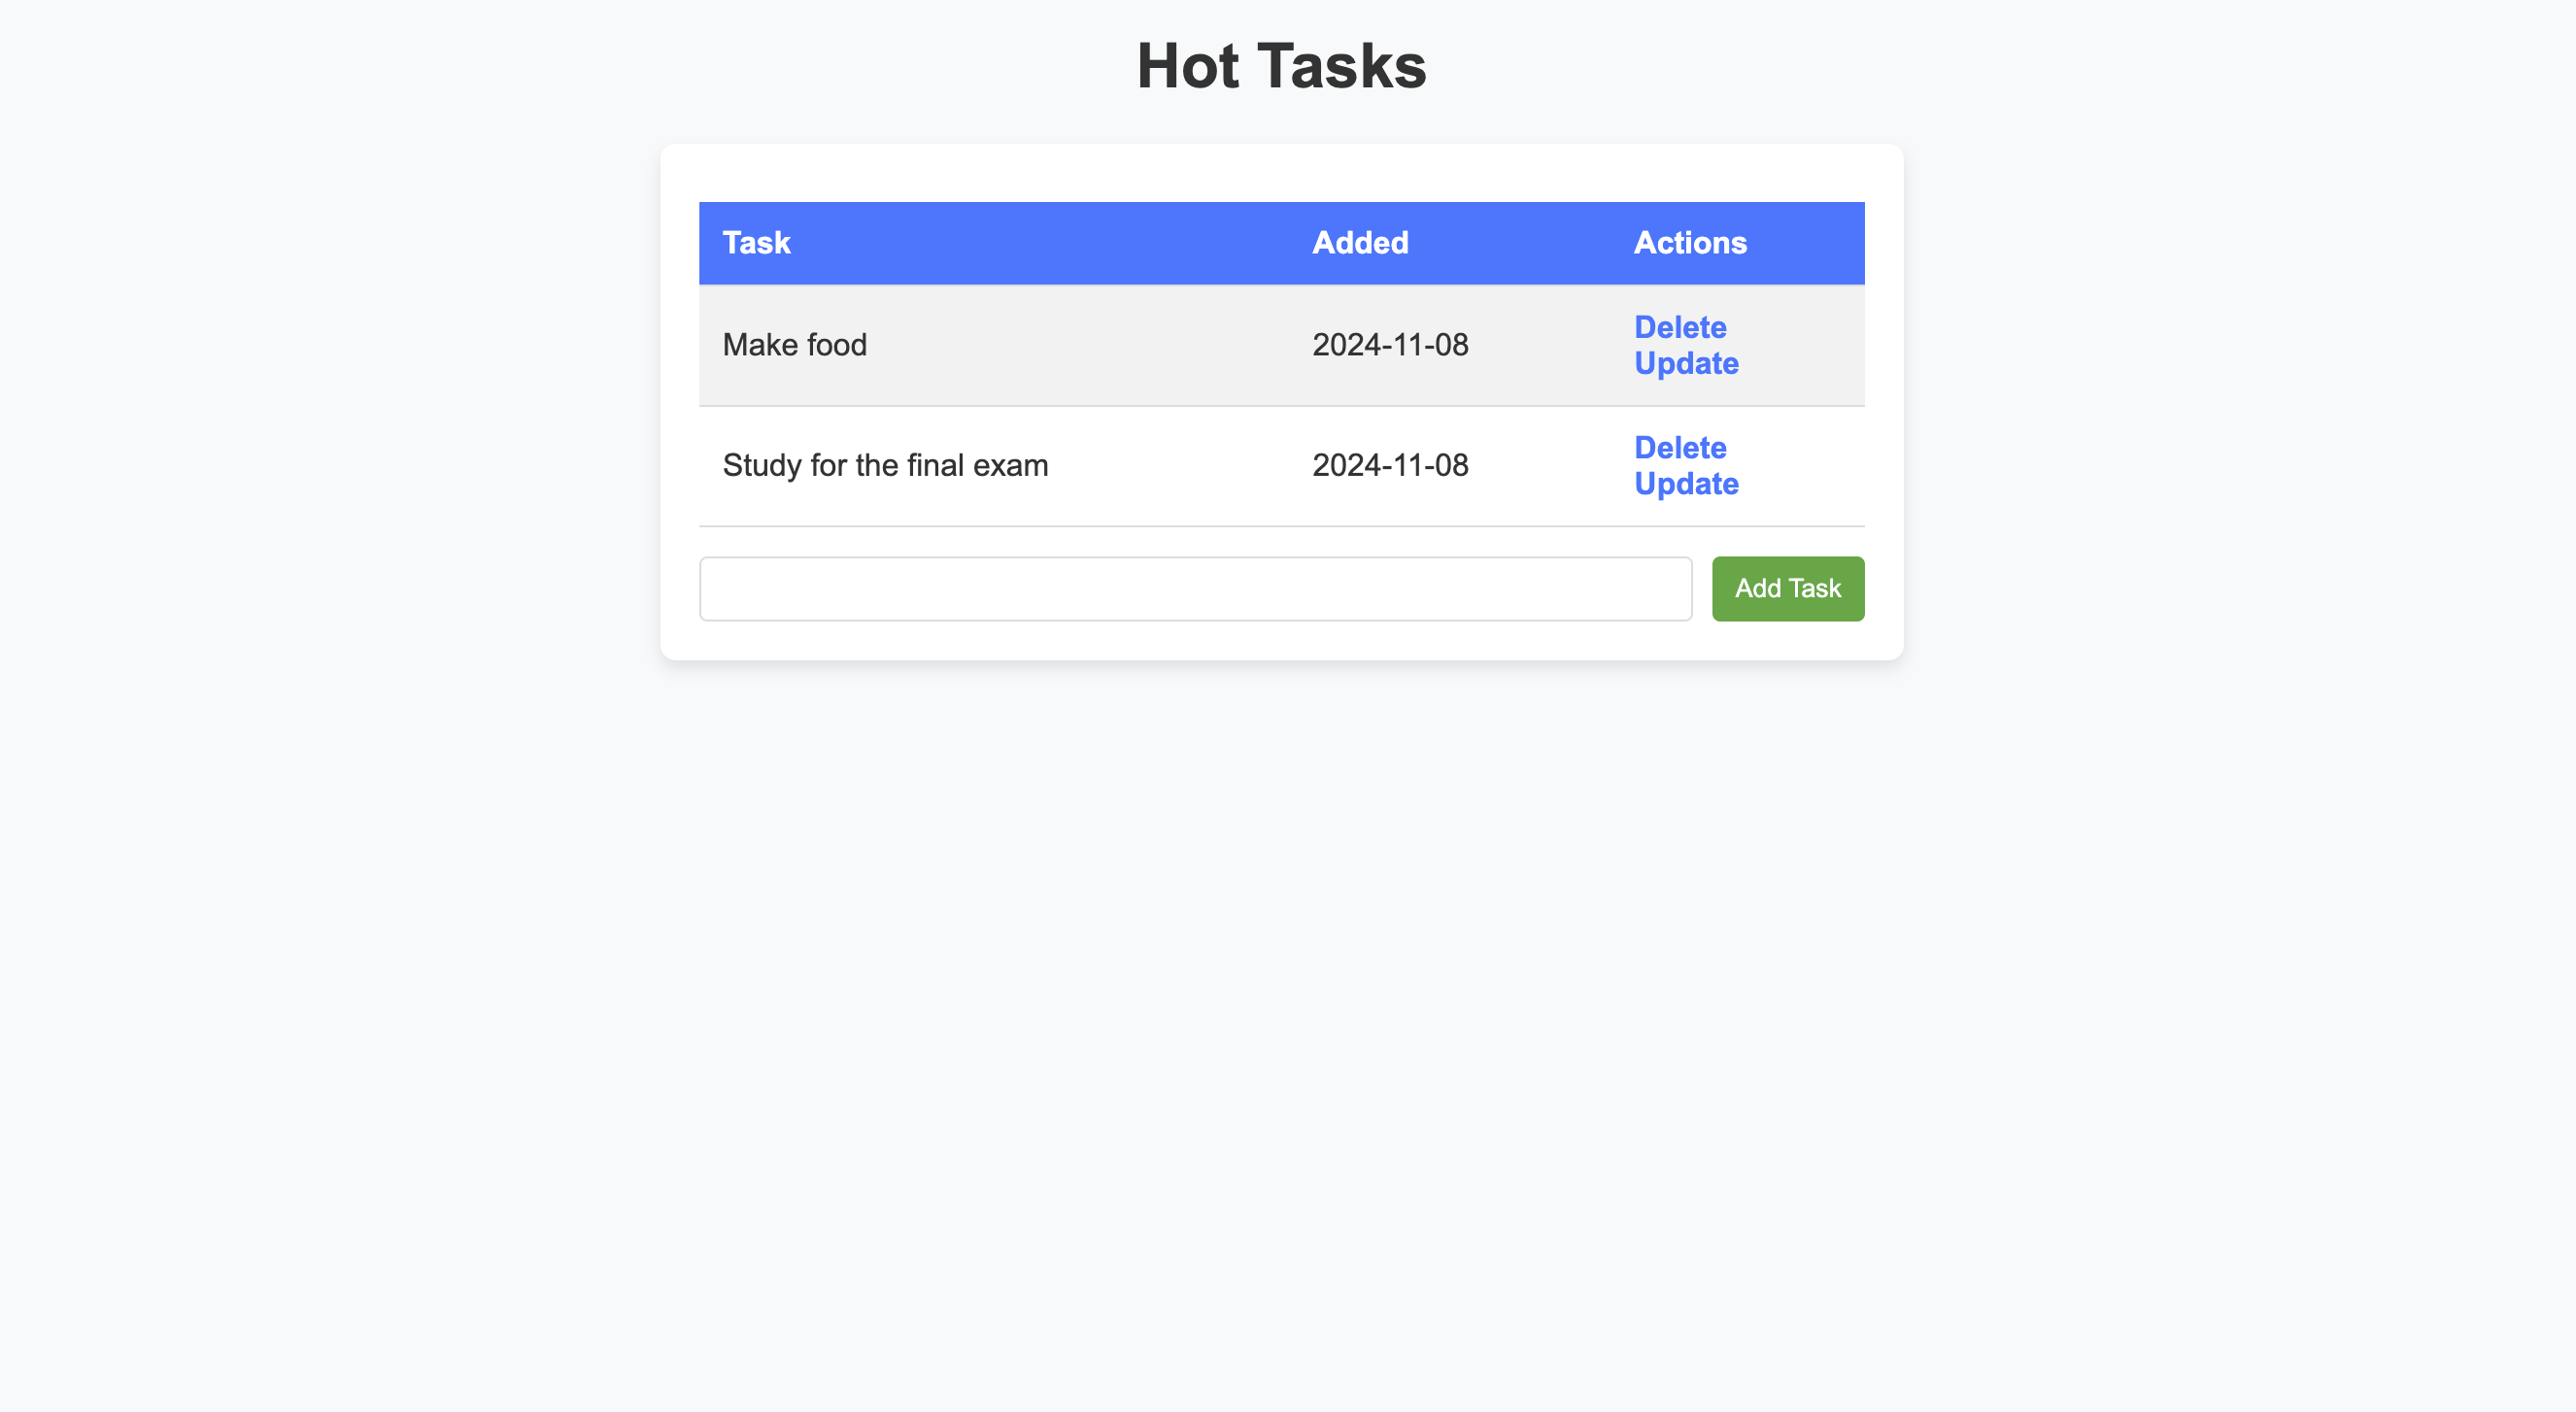 Hot Tasks
Task Added Actions
Make food 2024-11-08 Delete
Update
Study for the final exam 2024-11-08 Delete
Update
Add Task